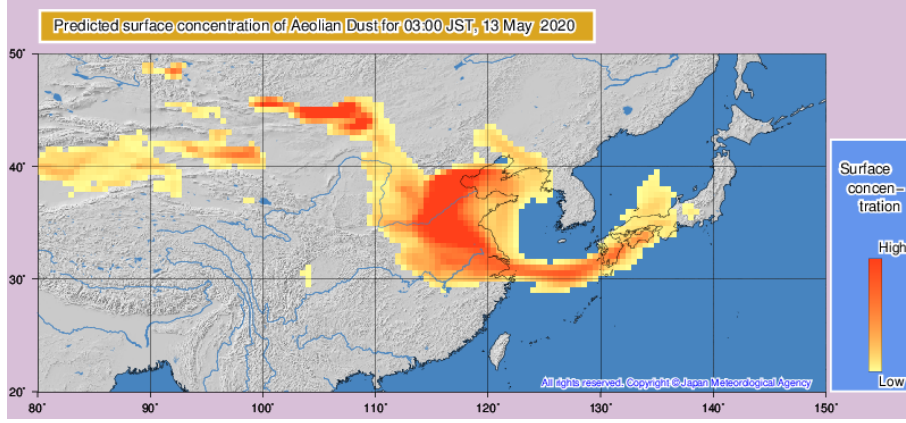 Predicted surface concentration of Aeolian Dust for 03:00 JST, 13 May 2020
50°
40°
30°
20°
80°
90°
100°
110°
120°
130°
140°
150°
All rights reserved. Copyright © Japan Meteorological Agency
Surface
concen-
tration
High
Low